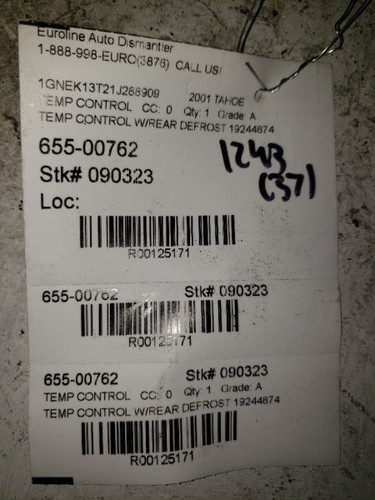 Euroline Auto Dismantler
1-888-998-EURO(3876) CALL US!
1GNEK13T21J288909 2001 TAHOE
TEMP CONTROL CC: 0 Qty: 1 Grade: A
TEMP CONTROL W/REAR DEFROST 19244874
655-00762
1243
(37)
Stk# 090323
Loc:
R00125171
655-00762 Stk# 090323
R00125171
655-00762 Stk# 090323
TEMP CONTROL CC: 0 Qty: 1 Grade: A
TEMP CONTROL W/REAR DEFROST 19244874
R00125171